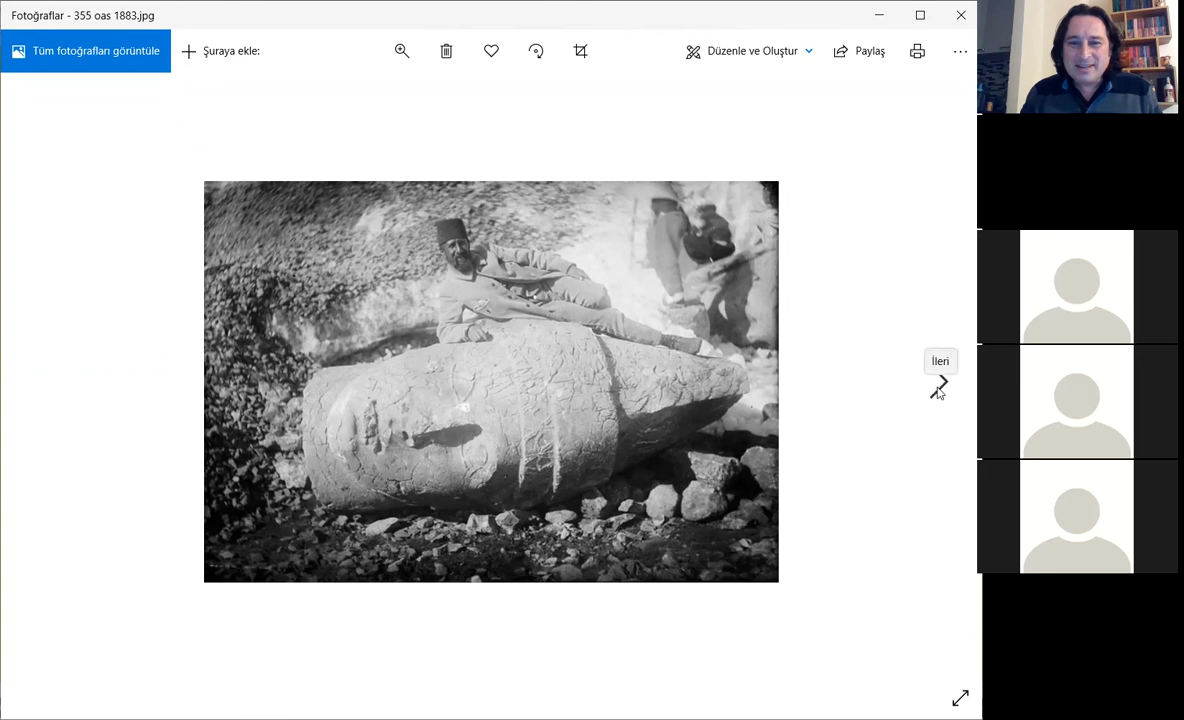 Fotoğraflar - 355 oas 1883.jpg
Tüm fotoğrafları görüntüle
Şuraya ekle:
Düzenle ve Oluştur
Paylaş
İleri